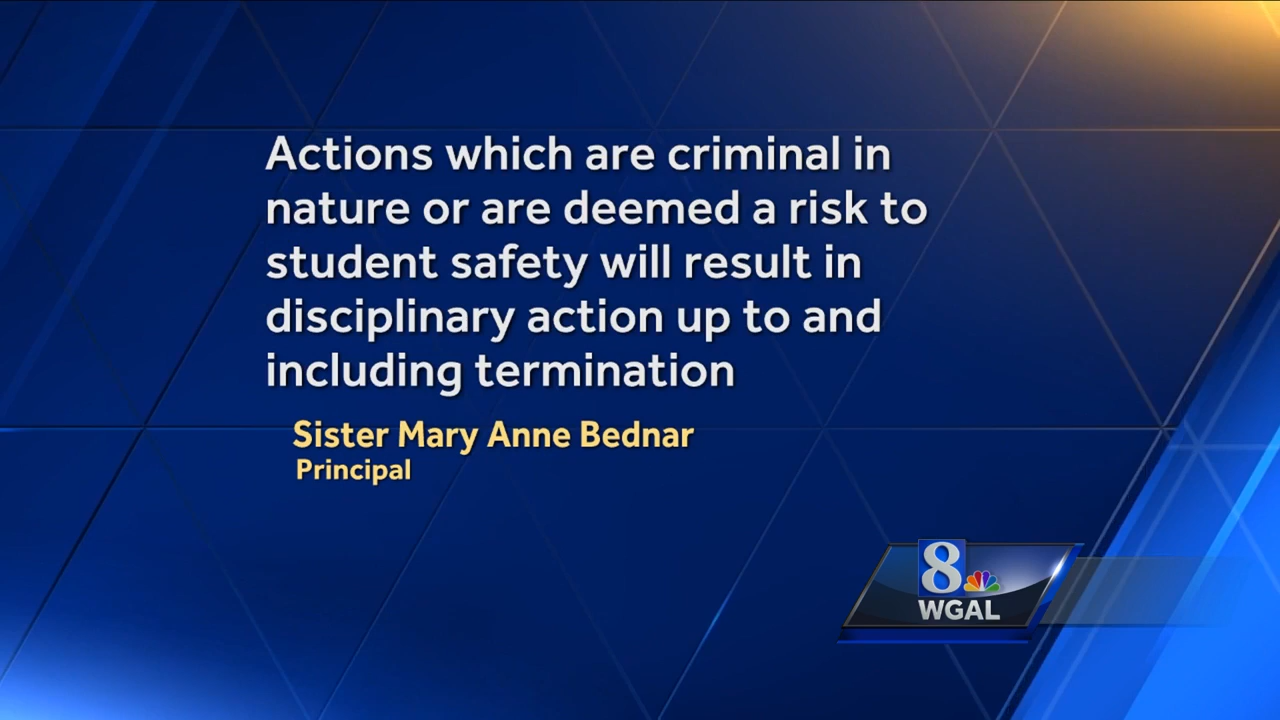 Actions which are criminal in
nature or are deemed a risk to
student safety will result in
disciplinary action up to and
including termination
Sister Mary Anne Bednar
Principal
8
WGAL